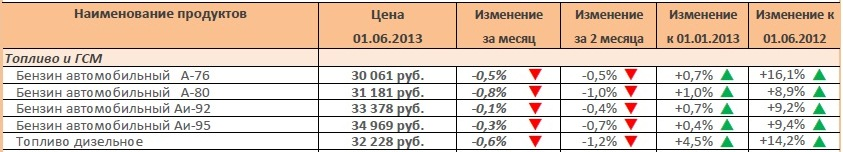 Наименование продуктов Цена Изменение Изменение Изменение Изменение к
01.06.2013 за месяц за 2 месяца к 01.01.2013 01.06.2012
Топливо и ГСМ
Бензин автомобильный А-76 30 061 руб. -0,5% -0,5% +0,7% +16,1%
Бензин автомобильный А-80 31 181 руб. -0,8% -1,0% +1,0% +8,9%
Бензин автомобильный Аи-92 33 378 руб. -0,1% -0,4% +0,7% +9,2%
Бензин автомобильный Аи-95 34 969 руб. -0,3% -0,7% +0,4% +9,4%
Топливо дизельное 32 228 руб. -0,6% -1,2% +4,5% +14,2%